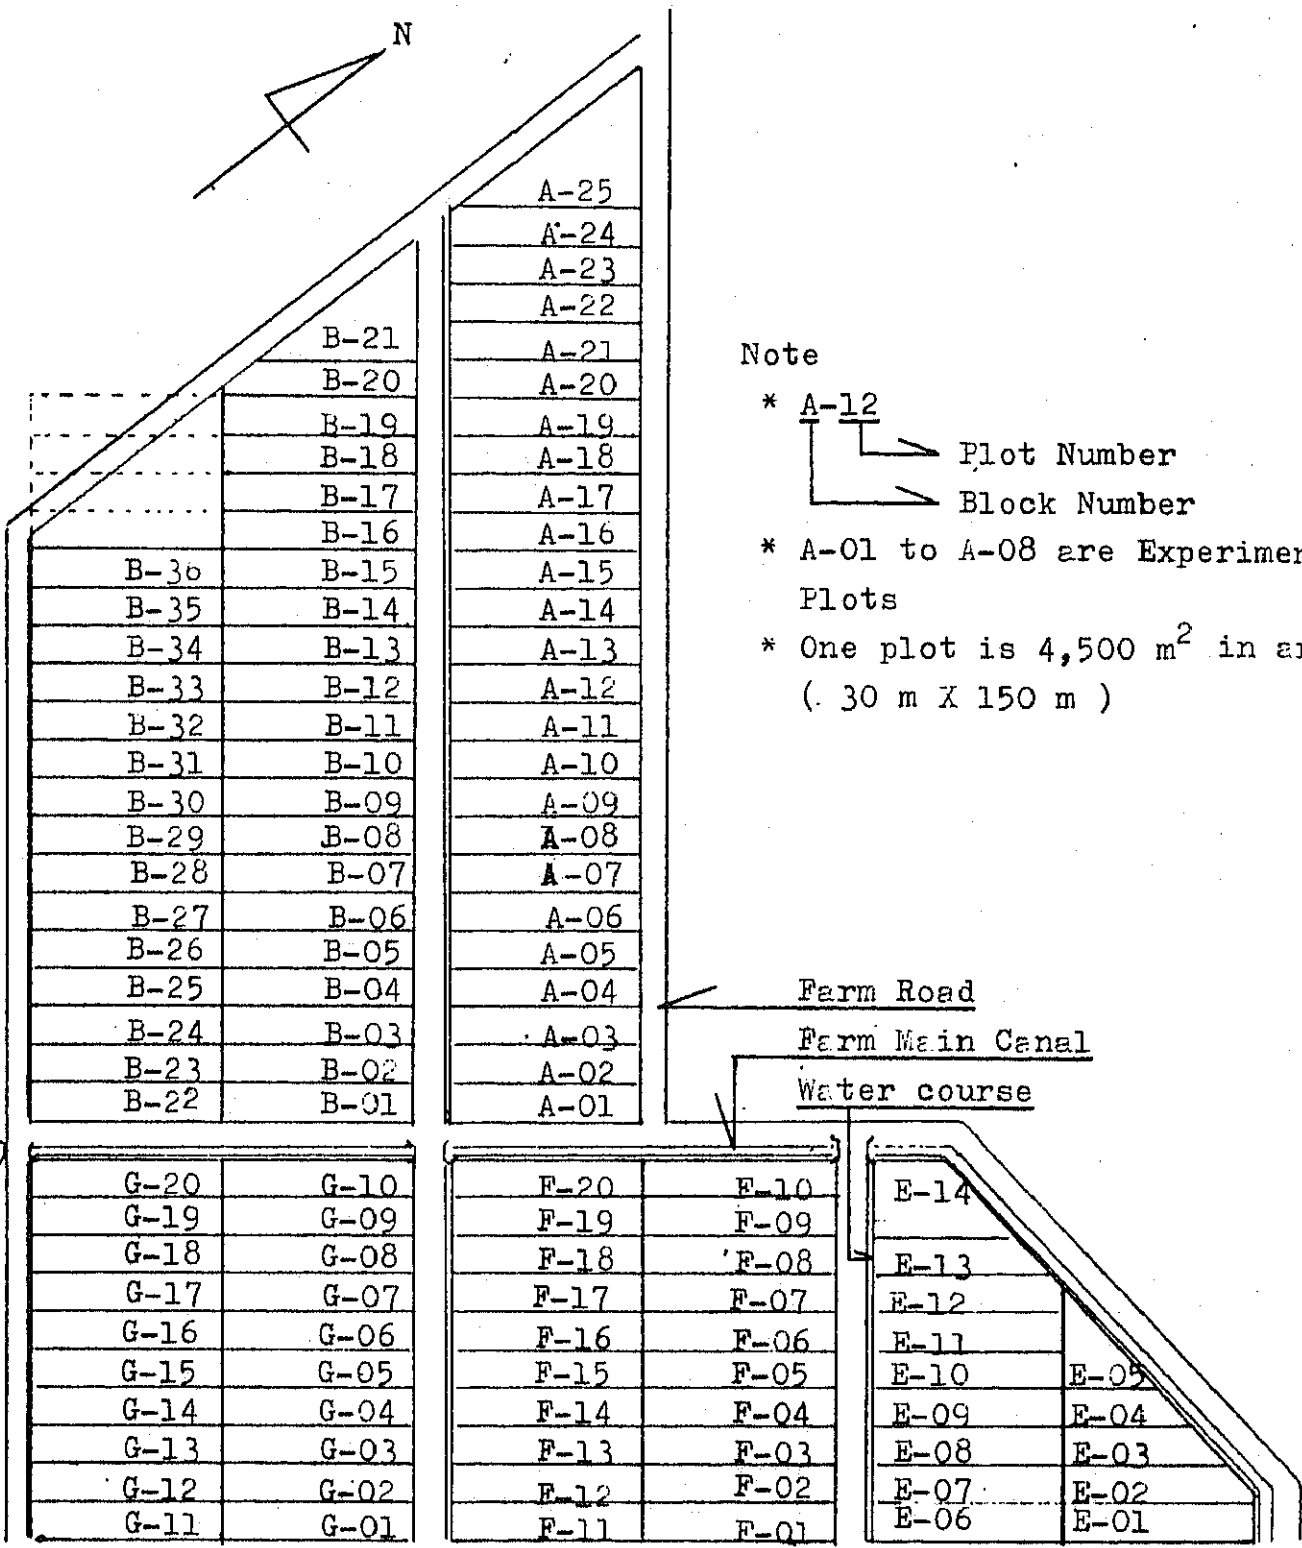 N
A-25
A-24
A-23
A-22
A-21
A-20
A-19
A-18
A-17
A-16
A-15
A-14
A-13
A-12
A-11
A-10
A-09
A-08
A-07
A-06
A-05
A-04
A-03
A-02
A-01
B-21
B-20
B-19
B-18
B-17
B-16
B-36 B-15
B-35 B-14
B-34 B-13
B-33 B-12
B-32 B-11
B-31 B-10
B-30 B-09
B-29 B-08
B-28 B-07
B-27 B-06
B-26 B-05
B-25 B-04
B-24 B-03
B-23 B-02
B-22 B-01
Note
* A-12
Plot Number
Block Number
* A-01 to A-08 are Experimen
Plots
* One plot is 4,500 m² in
( 30 m X 150 m )
Farm Road
Farm Main Canal
Water course
G-20 G-10 F-20 F-10 E-14
G-19 G-09 F-19 F-09
G-18 G-08 F-18 F-08 E-13
G-17 G-07 F-17 F-07 E-12
G-16 G-06 F-16 F-06 E-11
G-15 G-05 F-15 F-05 E-10 E-05
G-14 G-04 F-14 F-04 E-09 E-04
G-13 G-03 F-13 F-03 E-08 E-03
G-12 G-02 F-12 F-02 E-07 E-02
G-11 G-01 F-11 F-01 E-06 E-01